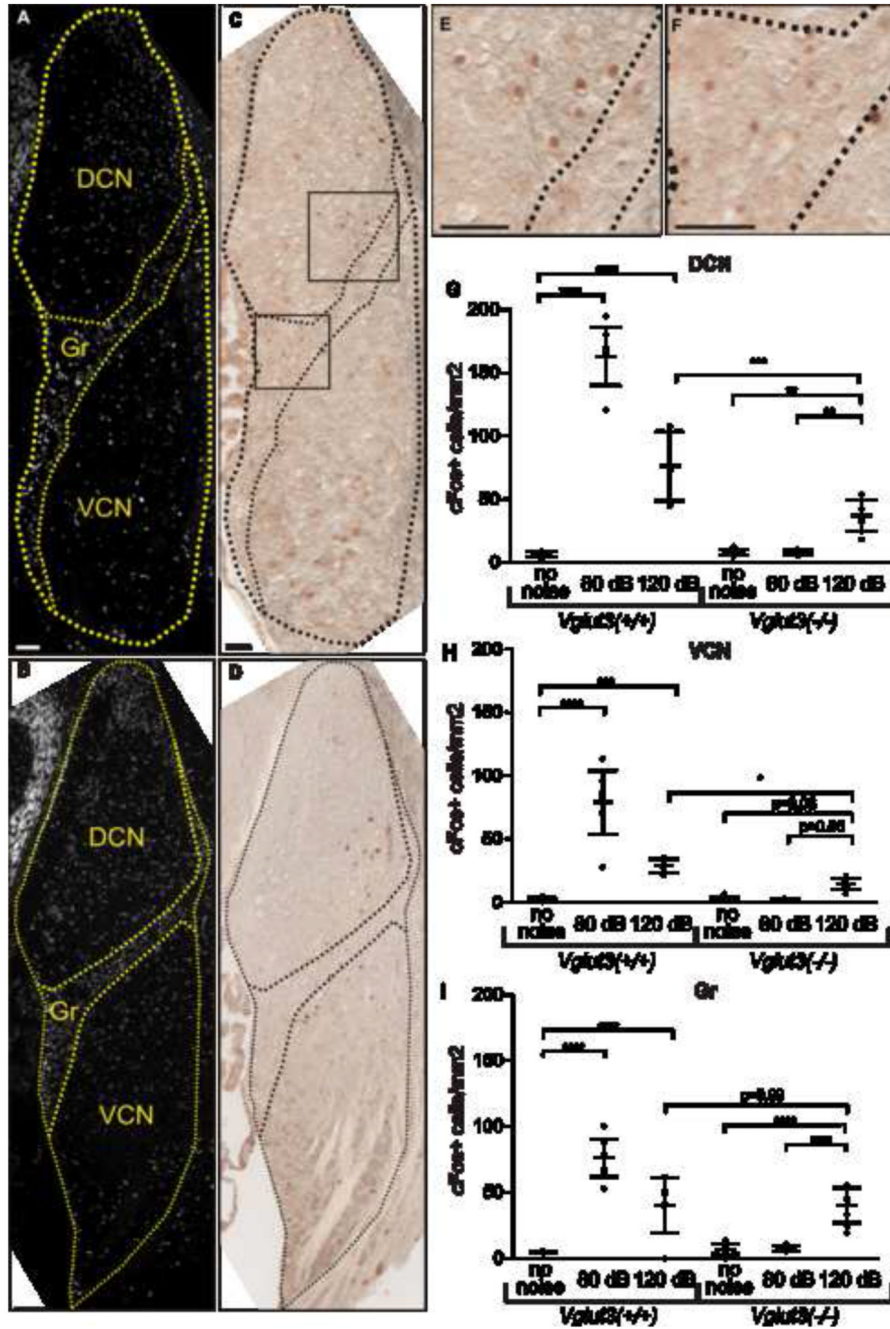 A
DCN
Gr
VCN
C
E
F
B
DCN
Gr
VCN
D
G
DCN
cFos+ cells/mm2
200
150
100
50
0
no noise
80 dB
120 dB
no noise
80 dB
120 dB
Vglut3(+/+)
Vglut3(-/-)
H
VCN
cFos+ cells/mm2
200
150
100
50
0
****
*
no noise
80 dB
120 dB
no noise
80 dB
120 dB
Vglut3(+/+)
Vglut3(-/-)
I
Gr
cFos+ cells/mm2
200
150
100
50
0
****
****
no noise
80 dB
120 dB
no noise
80 dB
120 dB
Vglut3(+/+)
Vglut3(-/-)